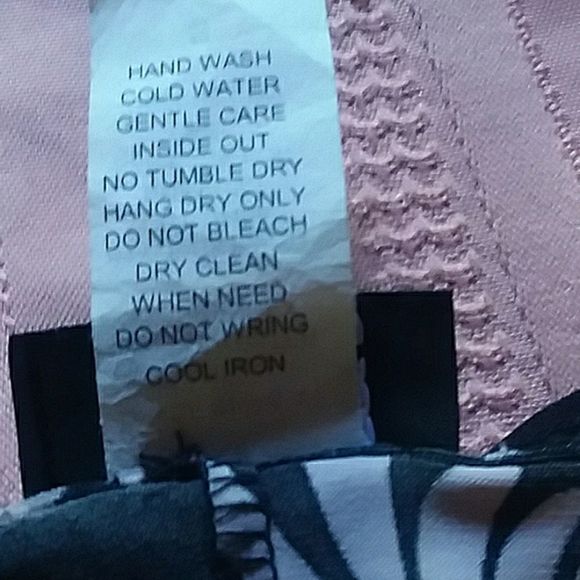 HAND WASH
COLD WATER
GENTLE CARE
INSIDE OUT
NO TUMBLE DRY
HANG DRY ONLY
DO NOT BLEACH
DRY CLEAN
WHEN NEED
DO NOT WRING
COOL IRON